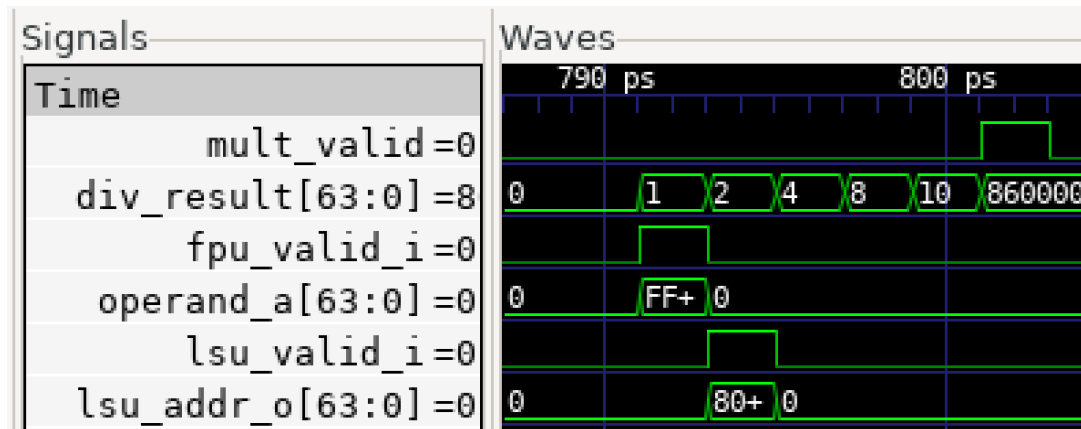 Signals Waves
Time 790 ps 800 ps
mult_valid=0
div_result[63:0]=8 0 1 2 4 8 10 860000
fpu_valid_i=0
operand_a[63:0]=0 0 FF+ 0
lsu_valid_i=0
lsu_addr_o[63:0]=0 0 80+ 0